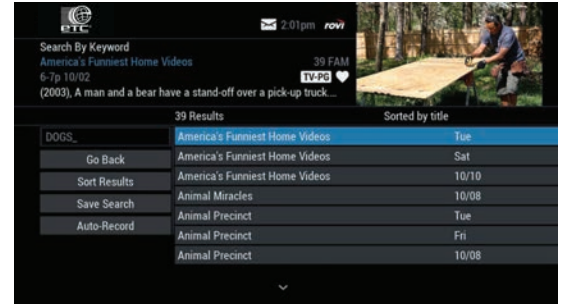 etc
2:01pm rovi
Search By Keyword
America's Funniest Home Videos 39 FAM
6-7p 10/02 TV-PG
(2003), A man and a bear have a stand-off over a pick-up truck....
39 Results Sorted by title
DOGS_
America's Funniest Home Videos Tue
Go Back
America's Funniest Home Videos Sat
Sort Results
America's Funniest Home Videos 10/10
Save Search
Animal Miracles 10/08
Auto-Record
Animal Precinct Tue
Animal Precinct Fri
Animal Precinct 10/08